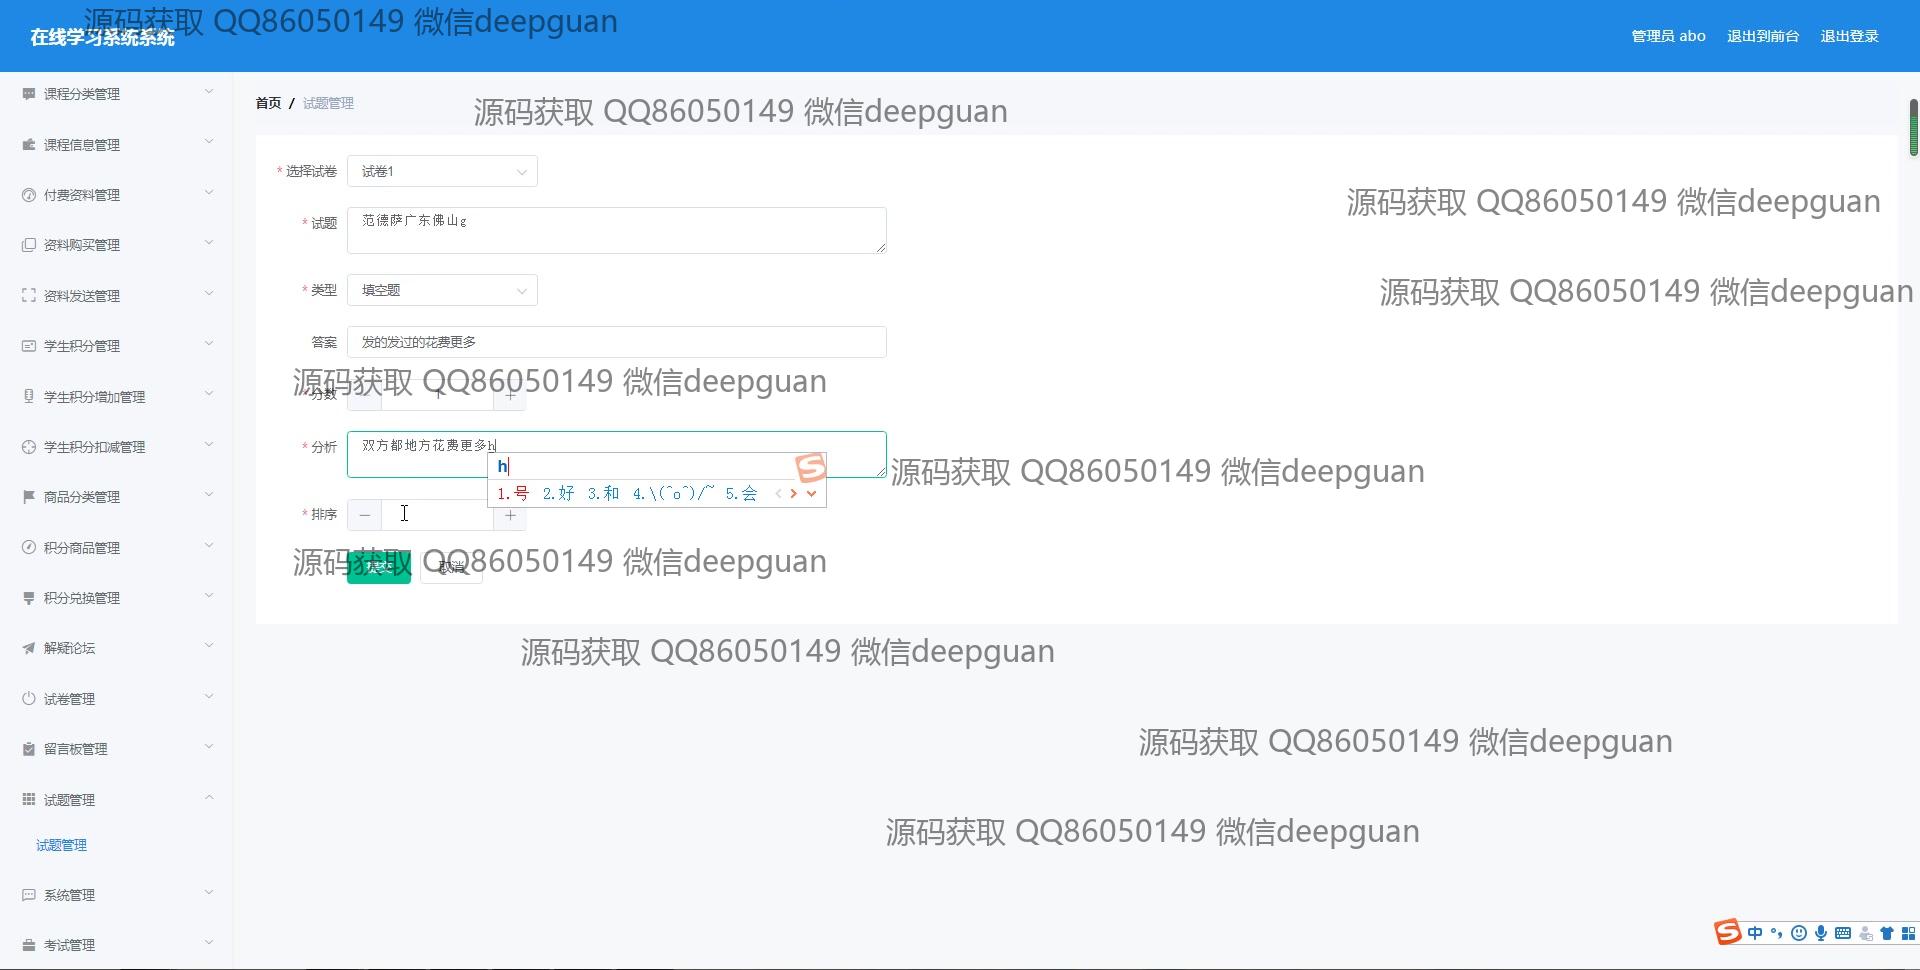 源码获取 QQ86050149 微信deepguan
在线学习系统系统
管理员 abo 退出到前台 退出登录
课程分类管理
首页 / 试题管理
源码获取 QQ86050149 微信deepguan
课程信息管理
* 选择试卷 试卷1
付费资料管理
源码获取 QQ86050149 微信deepguan
* 试题 范德萨广东佛山g
资料购买管理
资料发送管理
* 类型 填空题
源码获取 QQ86050149 微信deepguan
学生积分管理
答案 发的发过的花费更多
源码获取 QQ86050149 微信deepguan
学生积分增加管理
* 分数 1
学生积分扣减管理
* 分析 双方都地方花费更多h
h
源码获取 QQ86050149 微信deepguan
1.号 2.好 3.和 4.\(^o^)/~ 5.会
商品分类管理
* 排序
积分商品管理
源码获取 QQ86050149 微信deepguan
提交 取消
积分兑换管理
解疑论坛
源码获取 QQ86050149 微信deepguan
试卷管理
留言板管理
源码获取 QQ86050149 微信deepguan
试题管理
源码获取 QQ86050149 微信deepguan
试题管理
系统管理
中
考试管理